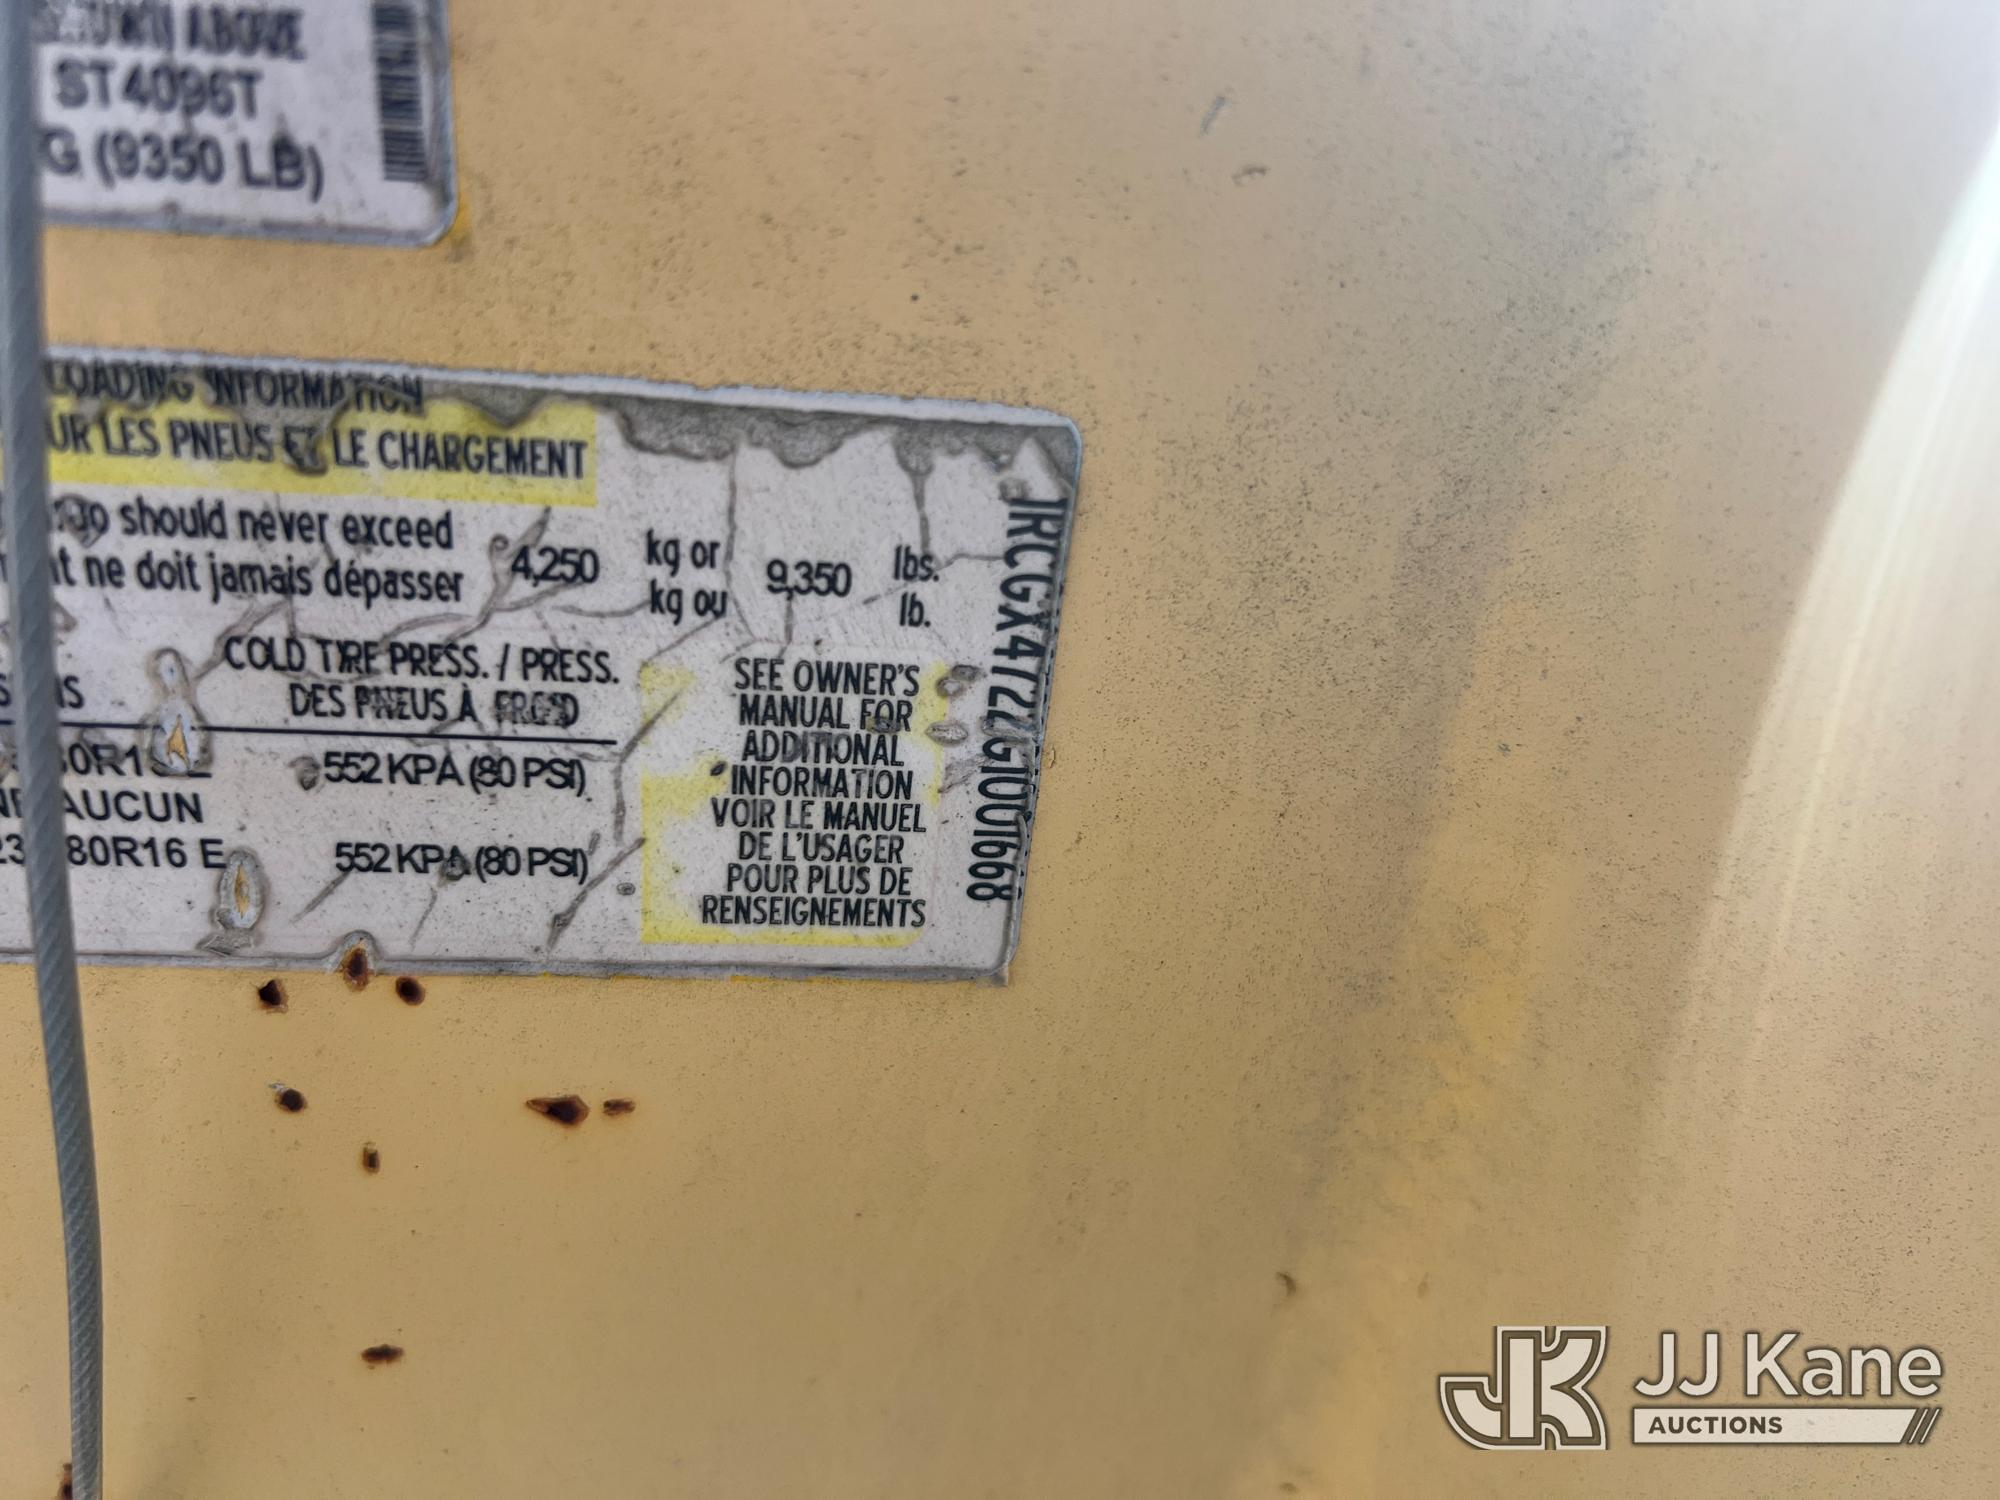 ABOVE
ST4096T
G (9350 LB)
LOADING INFORMATION
UR LES PNEUS ET LE CHARGEMENT
should never exceed
ne doit jamais dépasser
4,250
kg or
kg ou
9,350
lbs.
lb.
COLD TIRE PRESS. / PRESS.
DES PNEUS À FROID
552 KPA (80 PSI)
AUCUN
80R16 E
552 KPA (80 PSI)
SEE OWNER'S
MANUAL FOR
ADDITIONAL
INFORMATION
VOIR LE MANUEL
DE L'USAGER
POUR PLUS DE
RENSEIGNEMENTS
JK
JJ Kane
AUCTIONS